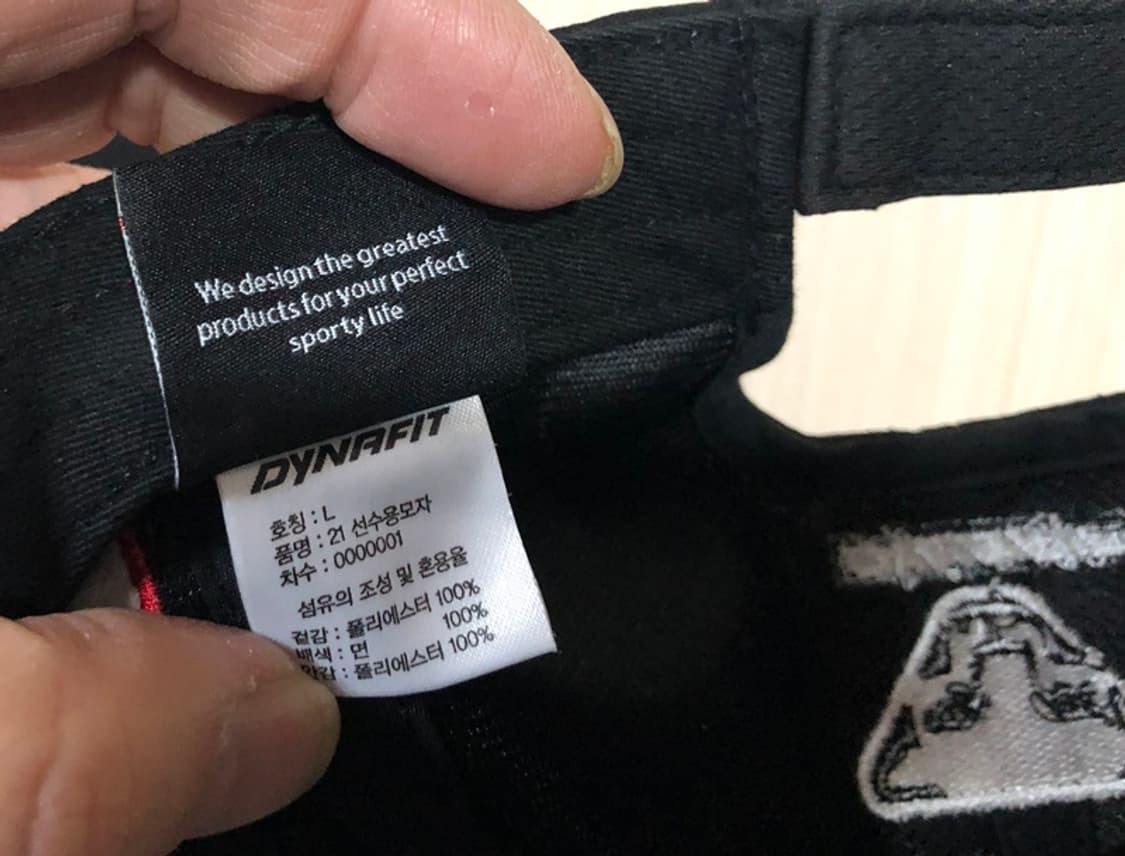 We design the greatest
products for your perfect
sporty life
DYNAFIT
호칭 : L
품명 : 21 선수용모자
차수 : 0000001
섬유의 조성 및 혼용율
겉감 : 폴리에스터 100%
배색 : 면 100%
안감 : 폴리에스터 100%